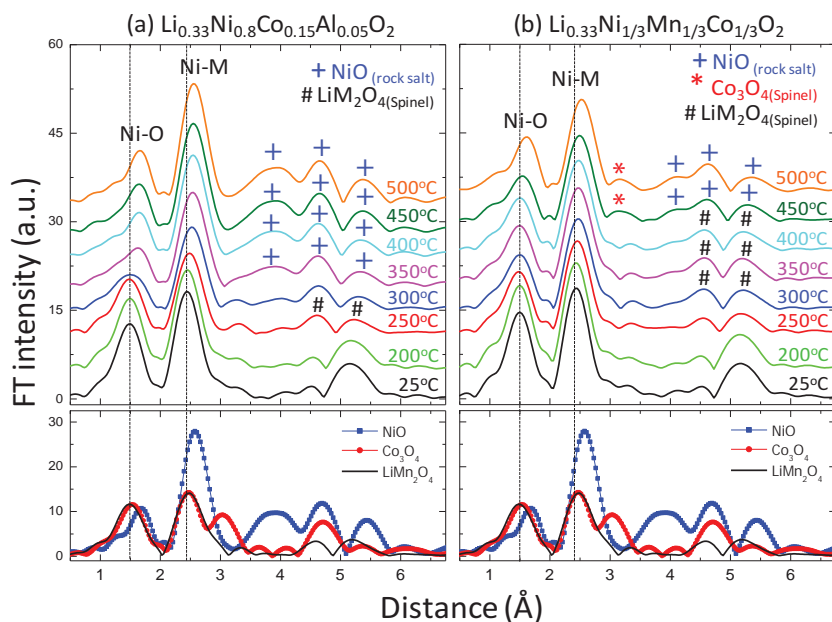 (a) Li0.33Ni0.8Co0.15Al0.05O2
(b) Li0.33Ni1/3Mn1/3Co1/3O2
FT intensity (a.u.)
60
45
30
15
0
Ni-O
Ni-M
+ NiO (rock salt)
# LiM2O4(Spinel)
+ + +
500°C
+ + +
450°C
+ + +
400°C
+ + +
350°C
300°C
# #
250°C
200°C
25°C
Ni-O
Ni-M
+ NiO (rock salt)
* Co3O4(Spinel)
# LiM2O4(Spinel)
* + + +
500°C
* + + +
450°C
# #
400°C
# #
350°C
# #
300°C
250°C
200°C
25°C
30
20
10
0
NiO
Co3O4
LiMn2O4
NiO
Co3O4
LiMn2O4
1 2 3 4 5 6
1 2 3 4 5 6
Distance (Å)